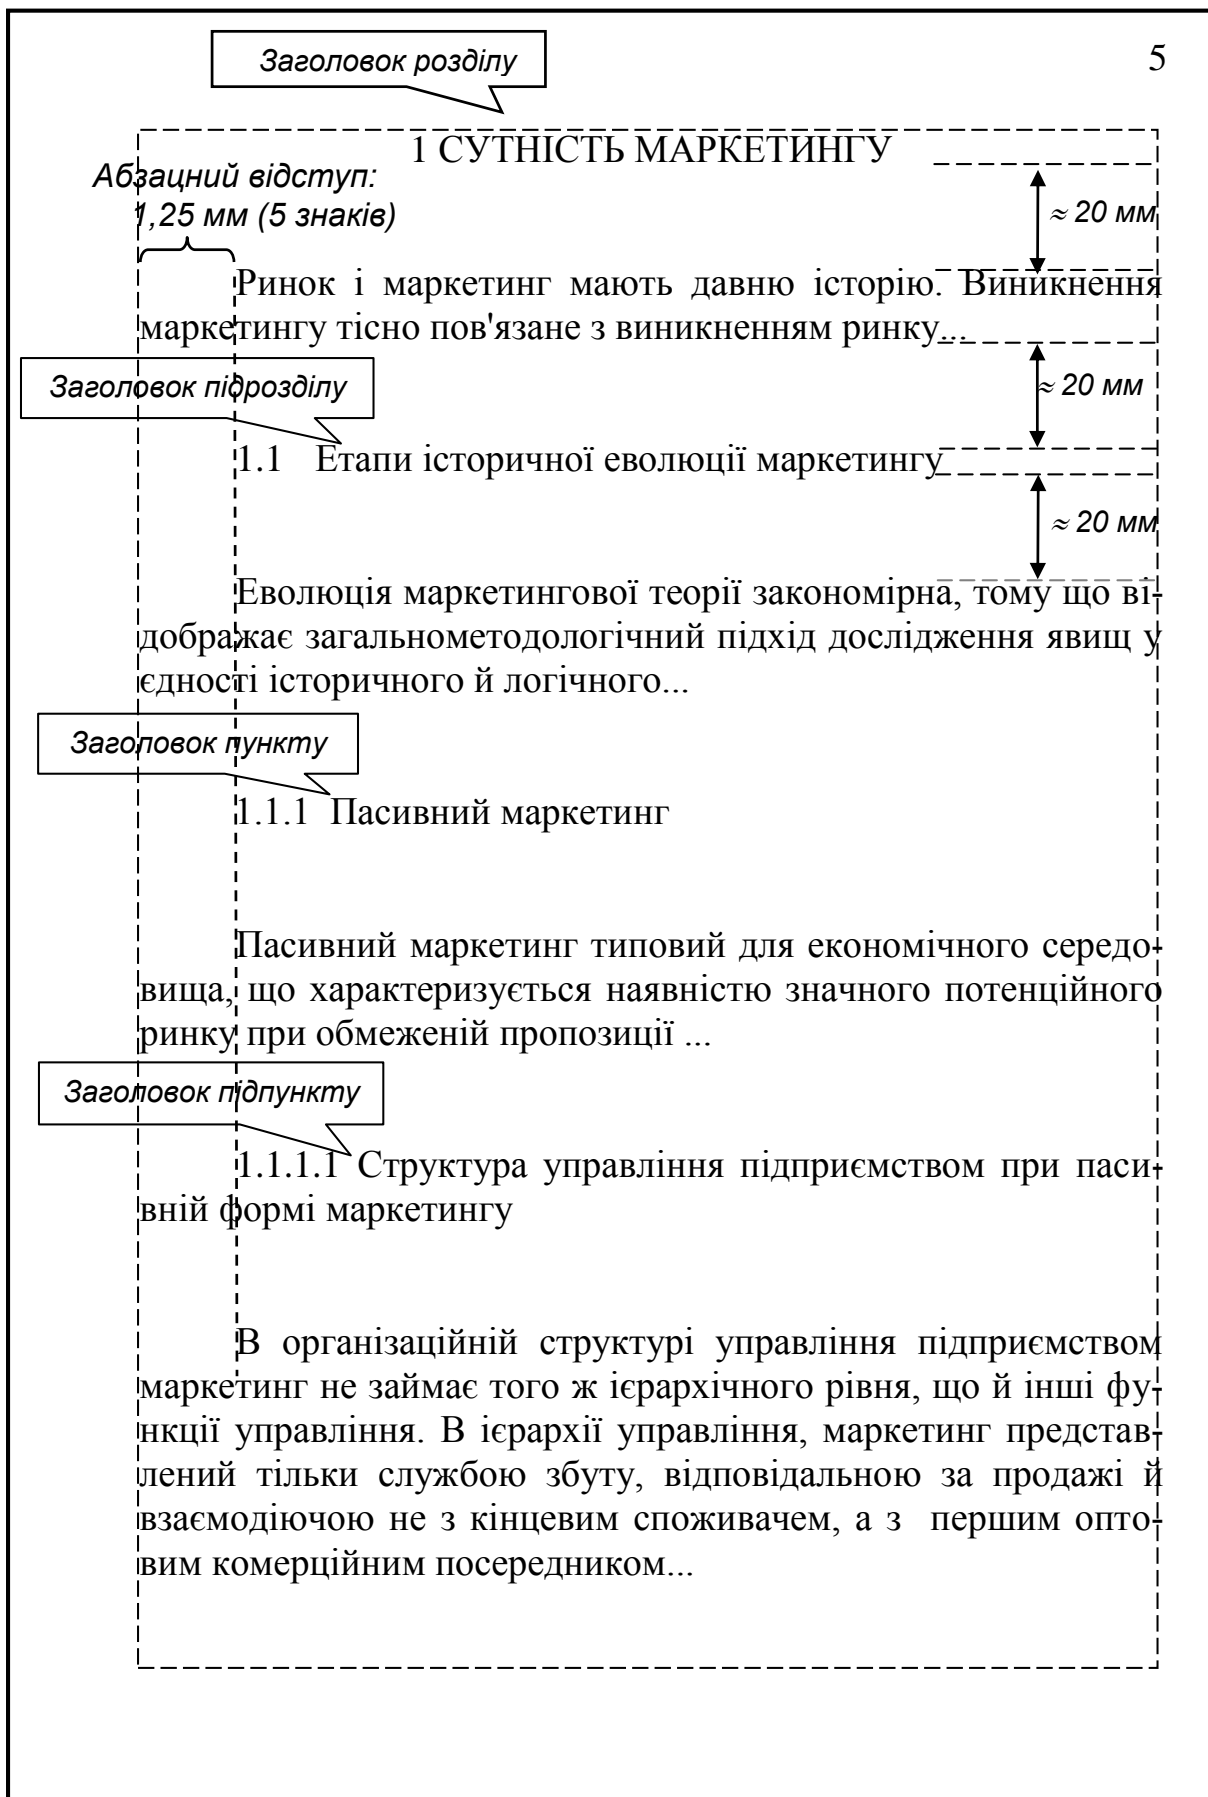 Заголовок розділу
5
1 СУТНІСТЬ МАРКЕТИНГУ
Абзацний відступ:
1,25 мм (5 знаків)
≈ 20 мм
Ринок і маркетинг мають давню історію. Виникнення
маркетингу тісно пов'язане з виникненням ринку...
Заголовок підрозділу
≈ 20 мм
1.1 Етапи історичної еволюції маркетингу
≈ 20 мм
Еволюція маркетингової теорії закономірна, тому що ві-
дображає загальнометодологічний підхід дослідження явищ у
єдності історичного й логічного...
Заголовок пункту
1.1.1 Пасивний маркетинг
Пасивний маркетинг типовий для економічного середо-
вища, що характеризується наявністю значного потенційного
ринку при обмеженій пропозиції ...
Заголовок підпункту
1.1.1.1 Структура управління підприємством при паси-
вній формі маркетингу
В організаційній структурі управління підприємством
маркетинг не займає того ж ієрархічного рівня, що й інші фу-
нкції управління. В ієрархії управління, маркетинг представ-
лений тільки службою збуту, відповідальною за продажі й
взаємодіючою не з кінцевим споживачем, а з першим опто-
вим комерційним посередником...